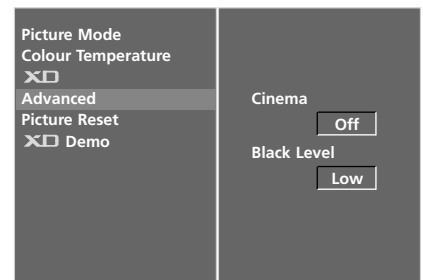 Picture Mode
Colour Temperature
XD
Advanced
Picture Reset
XD Demo
Cinema
Off
Black Level
Low